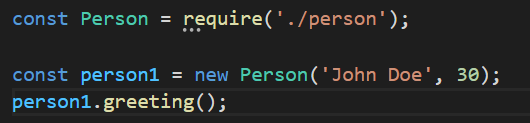 const Person = require('./person');
const person1 = new Person('John Doe', 30);
person1.greeting();